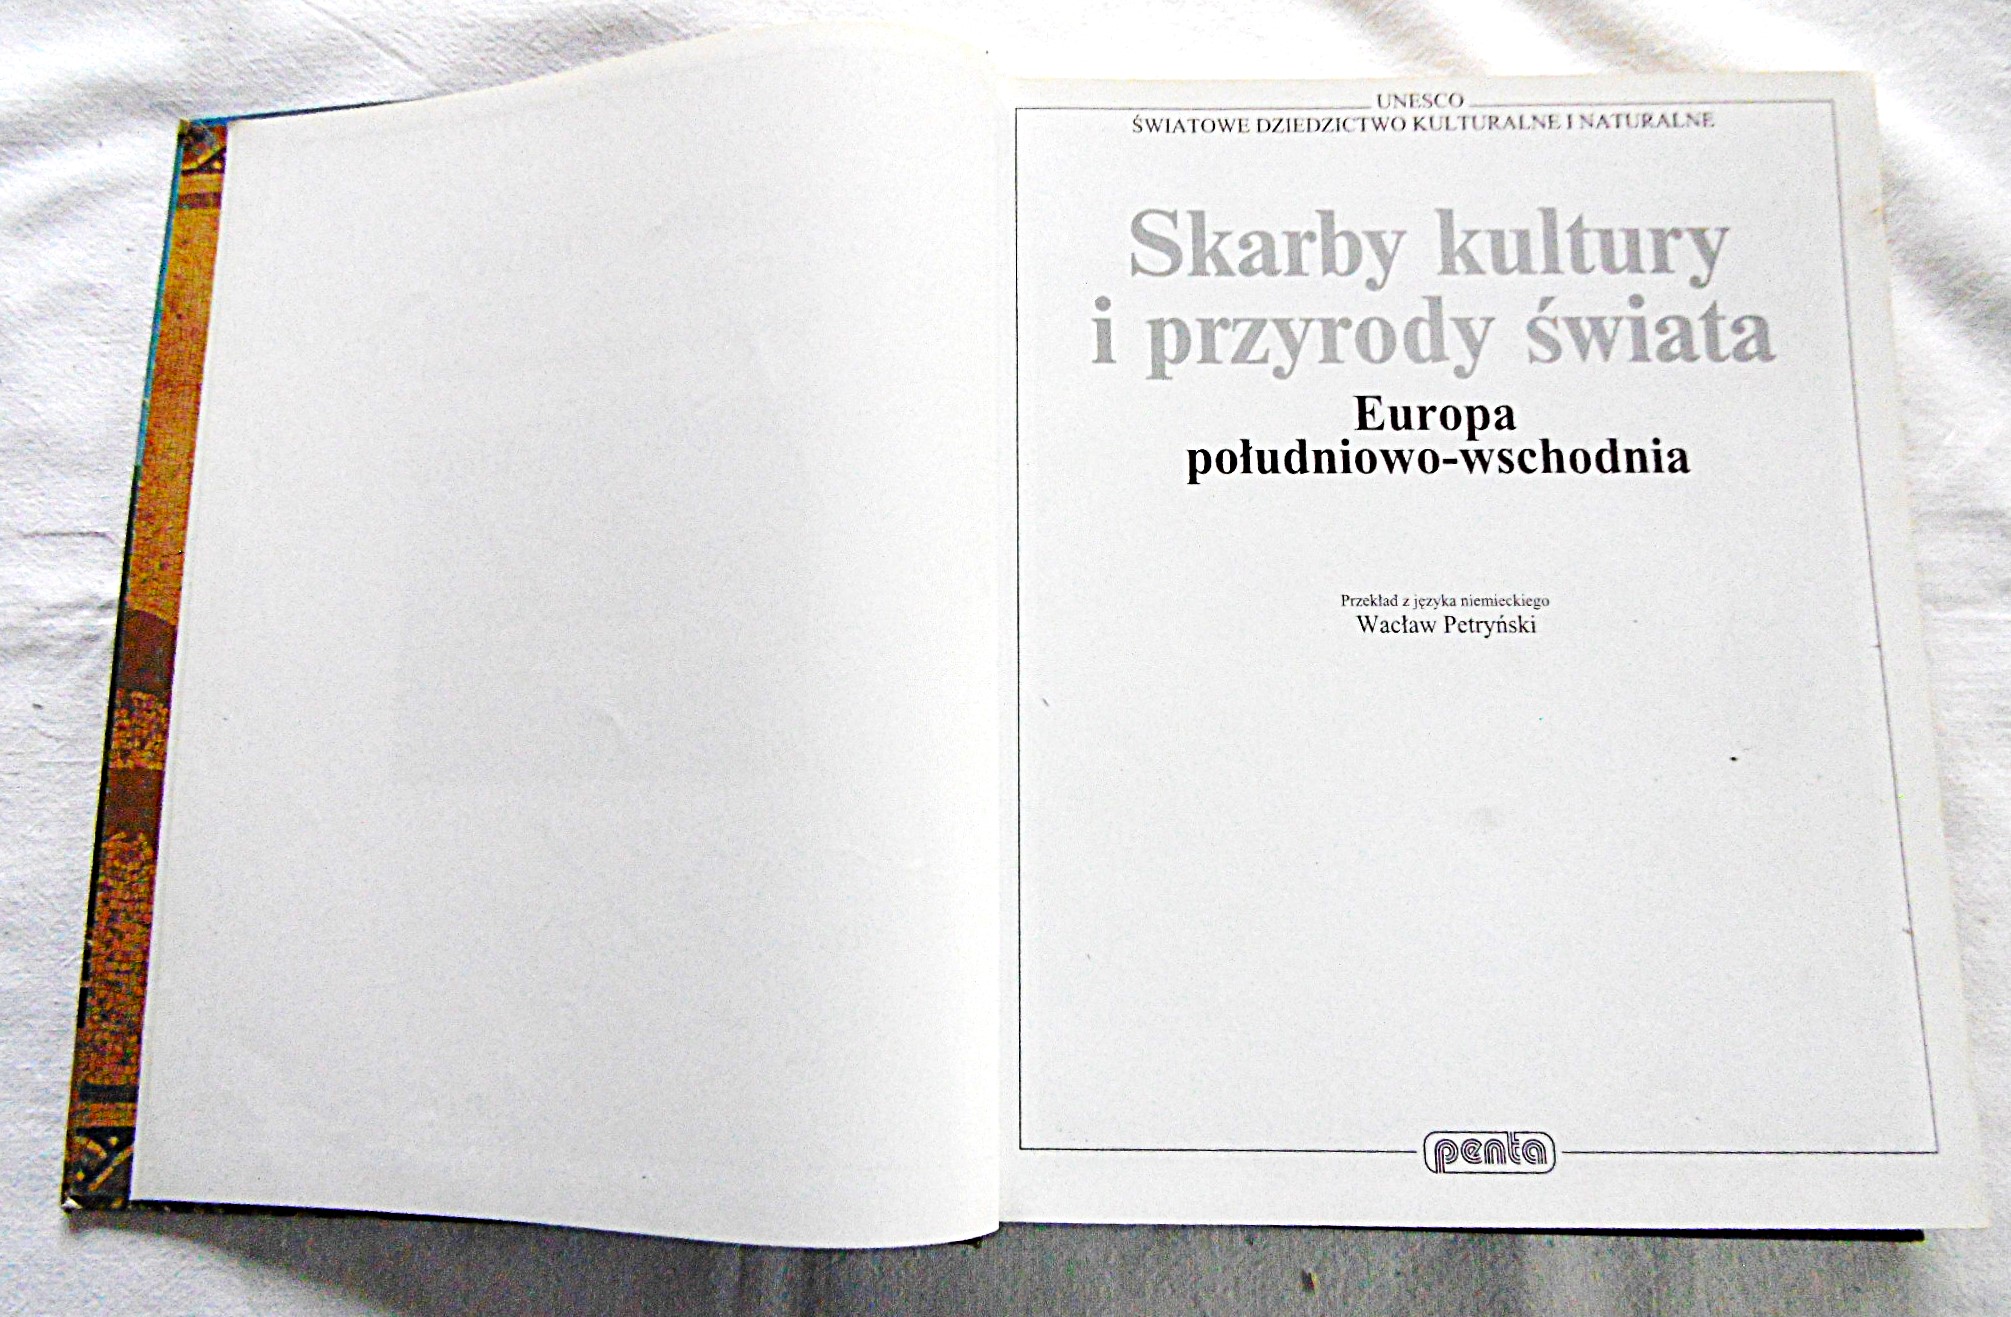 UNESCO
ŚWIATOWE DZIEDZICTWO KULTURALNE I NATURALNE
Skarby kultury
i przyrody świata
Europa
południowo-wschodnia
Przekład z języka niemieckiego
Wacław Petryński
penta